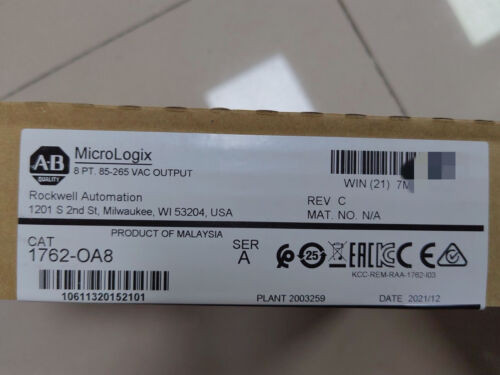 A-B
QUALITY
MicroLogix
8 PT. 85-265 VAC OUTPUT
Rockwell Automation
1201 S 2nd St, Milwaukee, WI 53204, USA
WIN (21) 7M
REV C
MAT. NO. N/A
PRODUCT OF MALAYSIA
CAT
1762-OA8
SER
A
25
EAC
CE
KCC-REM-RAA-1762-I03
10611320152101
PLANT 2003259
DATE 2021/12